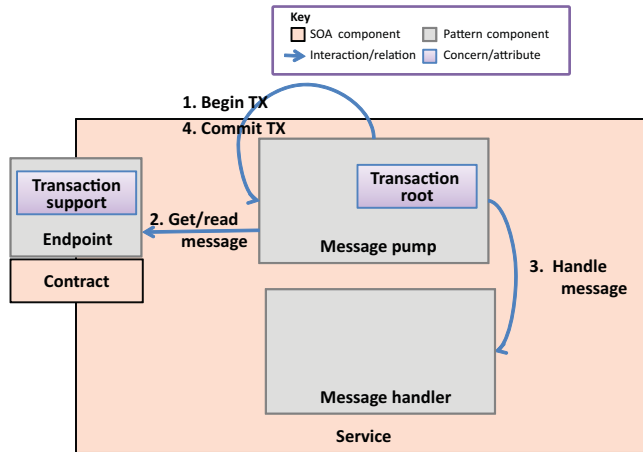 Key
SOA component
Pattern component
Interaction/relation
Concern/attribute
1. Begin TX
4. Commit TX
Transaction
support
Endpoint
Contract
2. Get/read
message
Transaction
root
Message pump
3. Handle
message
Message handler
Service